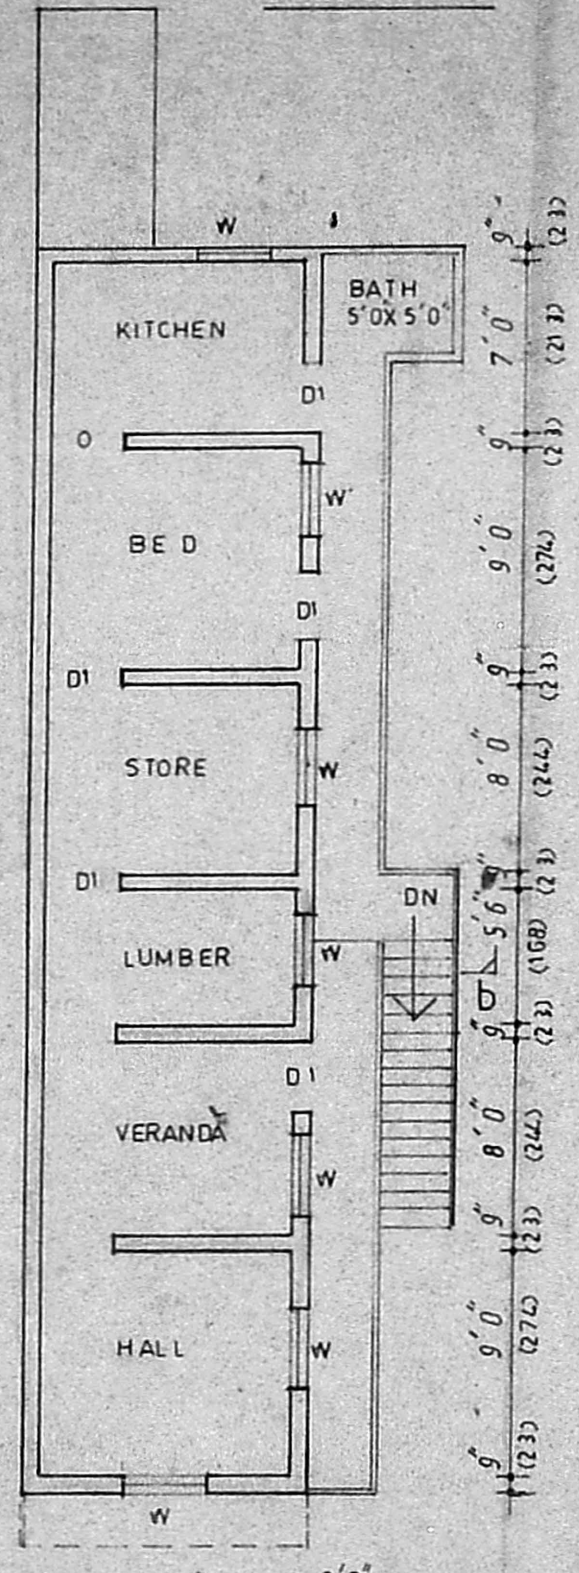 W
9"
(23)
BATH
5'0X 5'0"
KITCHEN
7'0"
(213)
D1
O
9"
(23)
W
BED
9'0"
(274)
D1
D1
9"
(23)
STORE
W
8'0"
(244)
D1
9"
(23)
DN
LUMBER
W
5'6"
(168)
D
9"
(23)
D1
VERANDA
8'0"
(244)
W
9"
(23)
HALL
W
9'0"
(274)
9"
(23)
W